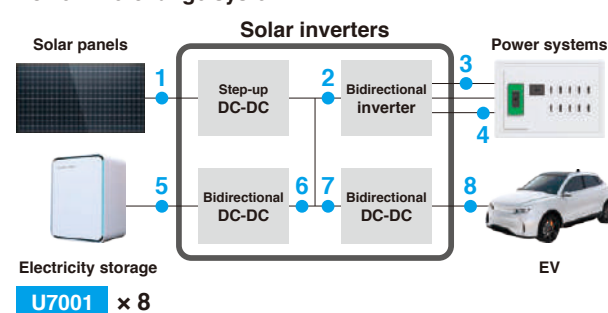 Solar inverters
Solar panels
Power systems
1
2
3
4
Step-up
DC-DC
Bidirectional
inverter
5
6
7
8
Bidirectional
DC-DC
Bidirectional
DC-DC
Electricity storage
EV
U7001 × 8